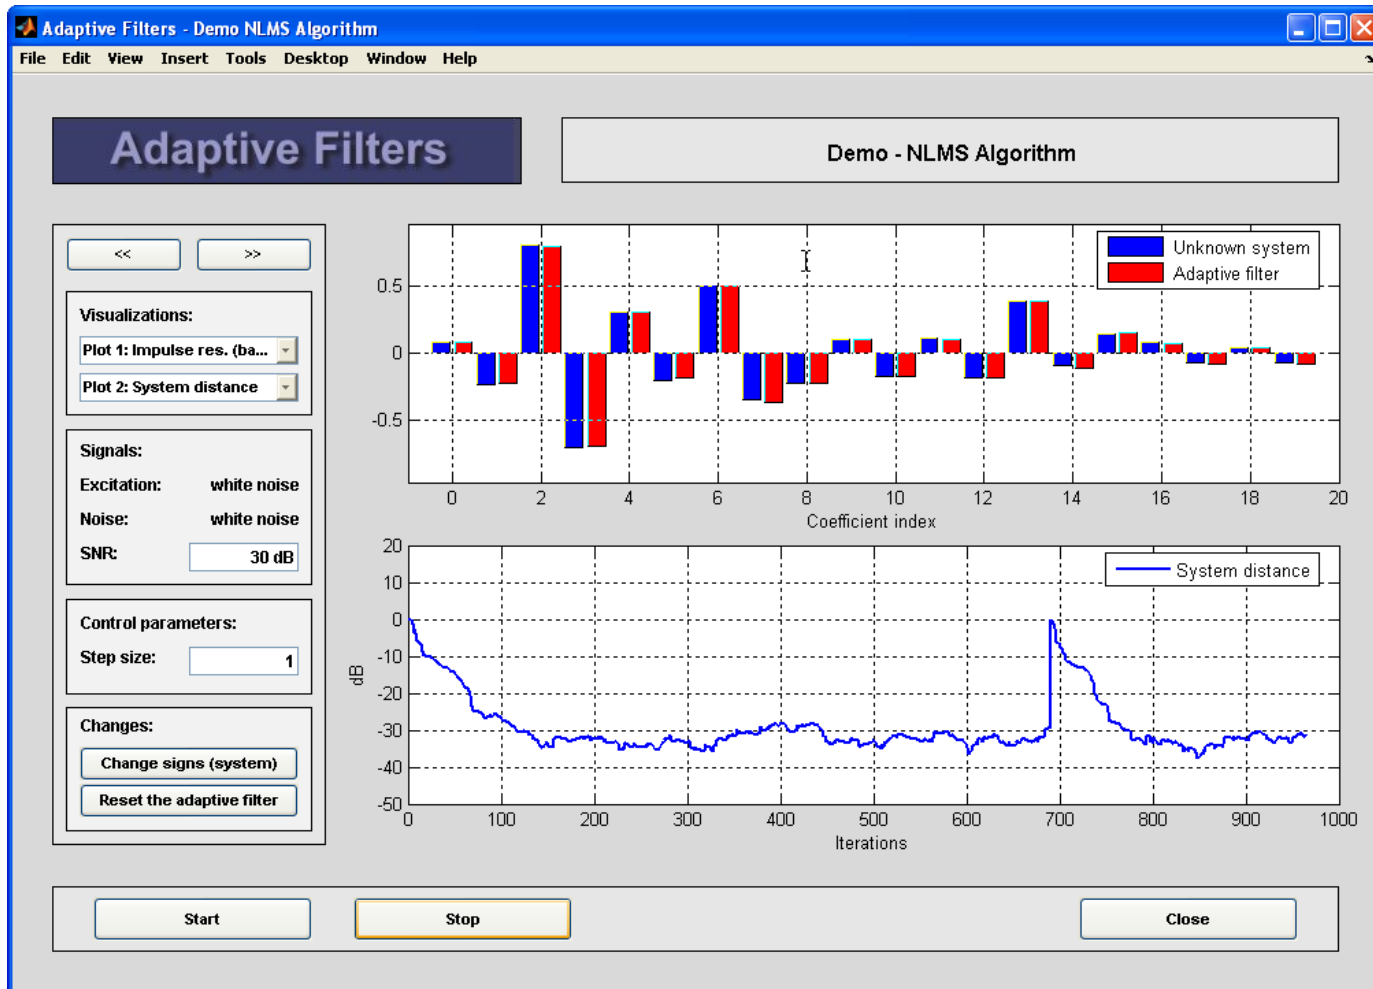 Adaptive Filters - Demo NLMS Algorithm
File Edit View Insert Tools Desktop Window Help
Adaptive Filters
Demo - NLMS Algorithm
<< >>
Visualizations:
Plot 1: Impulse res. (ba...
Plot 2: System distance
Signals:
Excitation: white noise
Noise: white noise
SNR: 30 dB
Control parameters:
Step size: 1
Changes:
Change signs (system)
Reset the adaptive filter
Unknown system
Adaptive filter
0.5
0
-0.5
0 2 4 6 8 10 12 14 16 18 20
Coefficient index
System distance
20
10
0
-10
-20
-30
-40
-50
dB
0 100 200 300 400 500 600 700 800 900 1000
Iterations
Start Stop Close